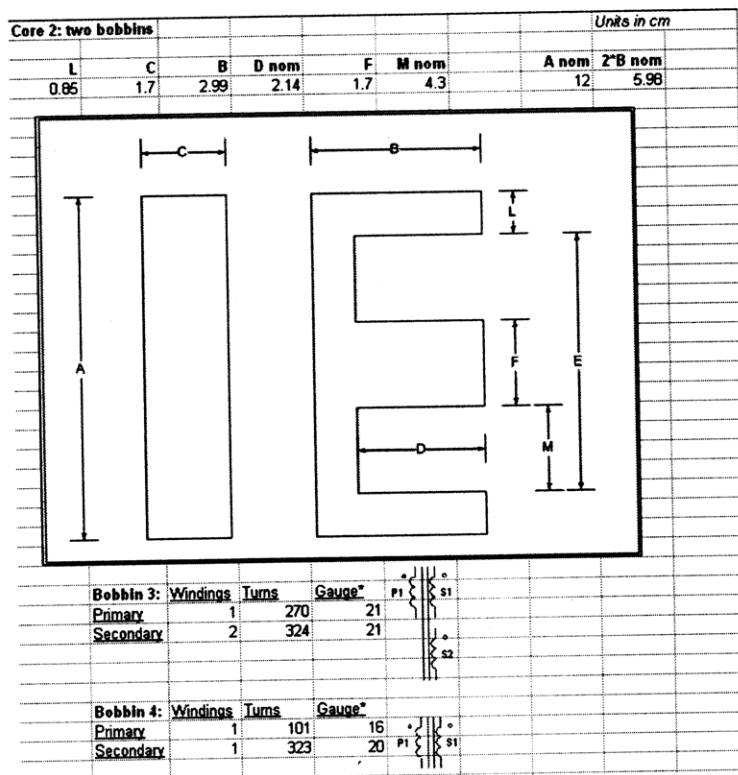 Units in cm
Core 2: two bobbins
L C B D nom F M nom A nom 2*B nom
0.85 1.7 2.99 2.14 1.7 4.3 12 5.98
C B
L
A F E
D M
Bobbin 3: Windings Turns Gauge* P1 S1
Primary 1 270 21
Secondary 2 324 21
S2
Bobbin 4: Windings Turns Gauge*
Primary 1 101 16 P1 S1
Secondary 1 323 20